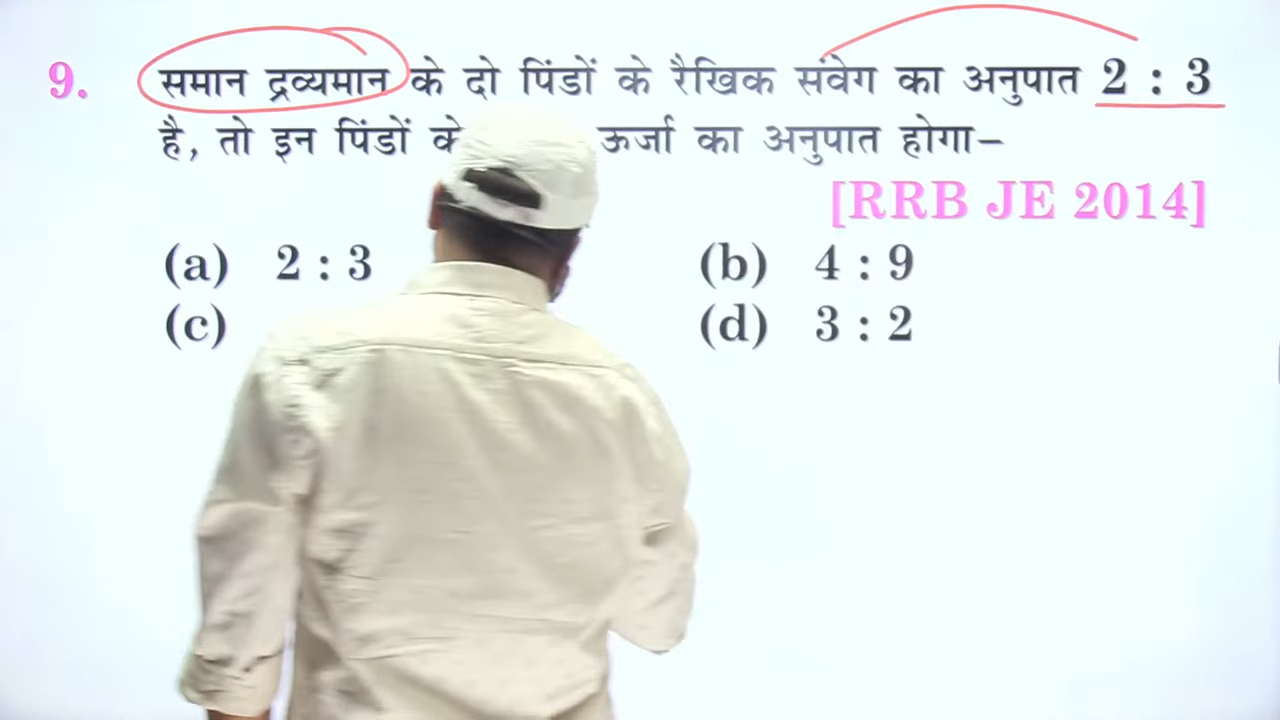 9. समान द्रव्यमान के दो पिंडों के रैखिक संवेग का अनुपात 2 : 3
है, तो इन पिंडों के ऊर्जा का अनुपात होगा–
[RRB JE 2014]
(a) 2 : 3 (b) 4 : 9
(c) (d) 3 : 2